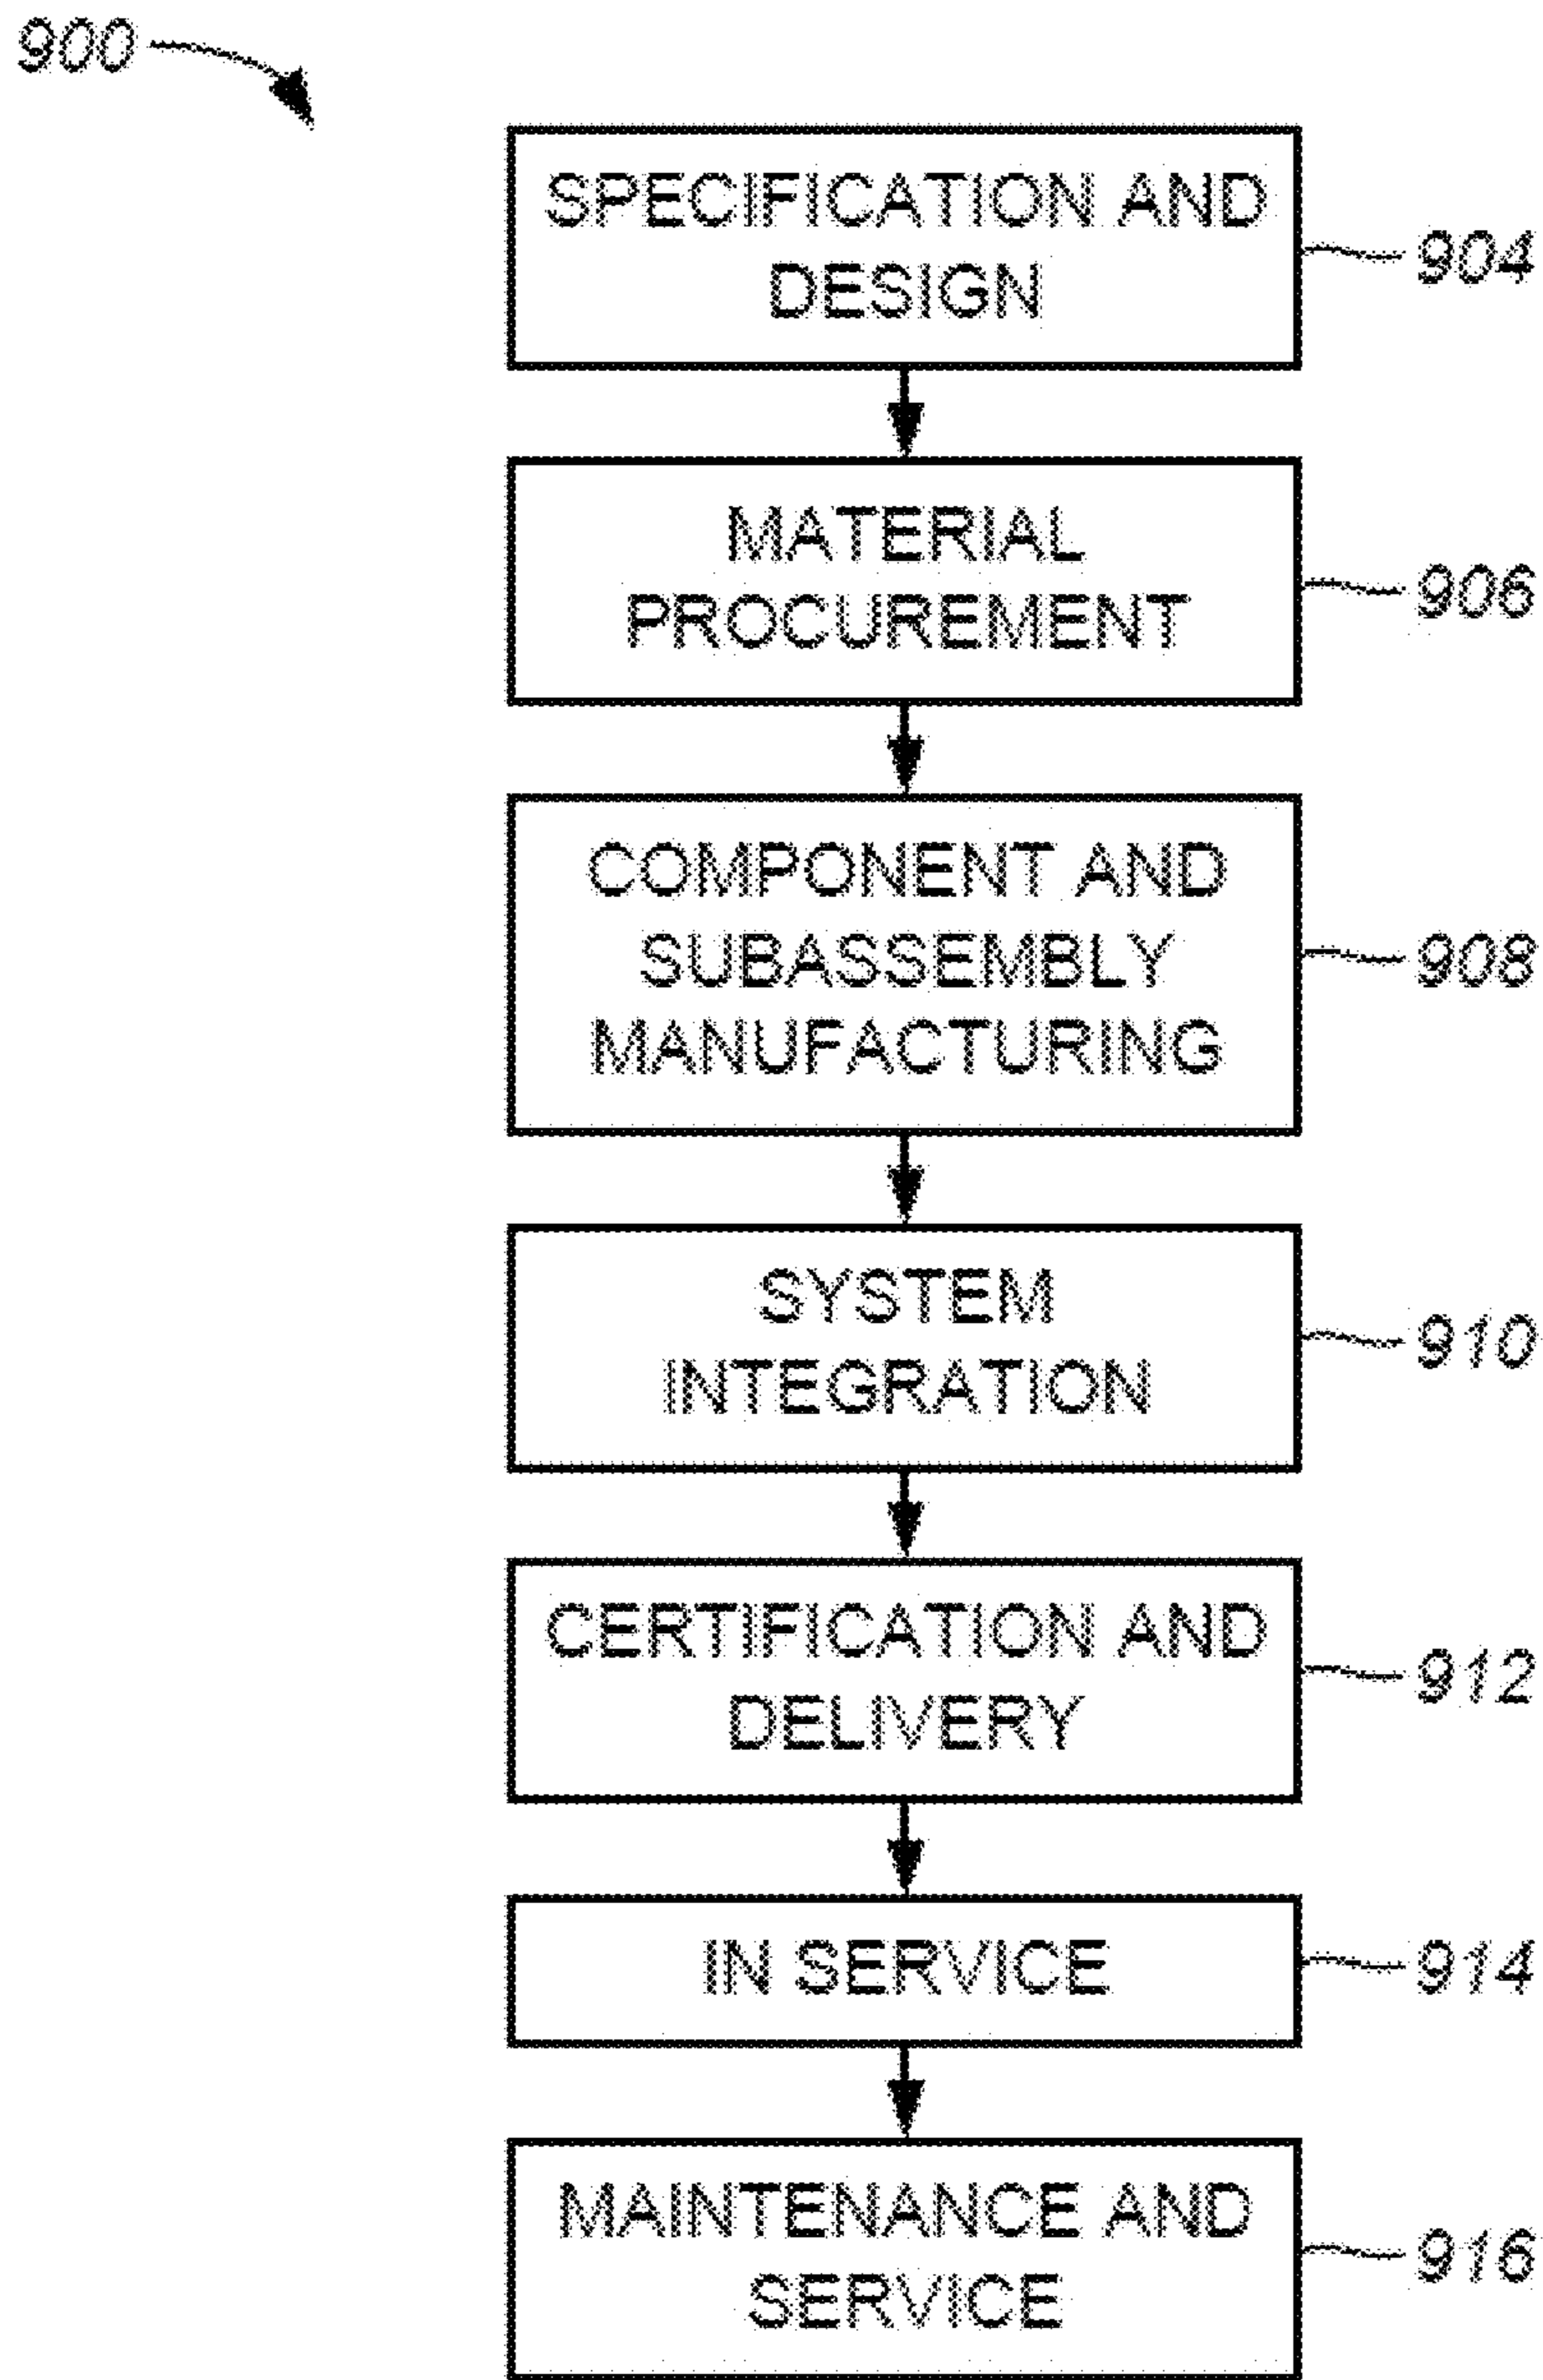 900
SPECIFICATION AND
DESIGN
904
MATERIAL
PROCUREMENT
906
COMPONENT AND
SUBASSEMBLY
MANUFACTURING
908
SYSTEM
INTEGRATION
910
CERTIFICATION AND
DELIVERY
912
IN SERVICE
914
MAINTENANCE AND
SERVICE
916